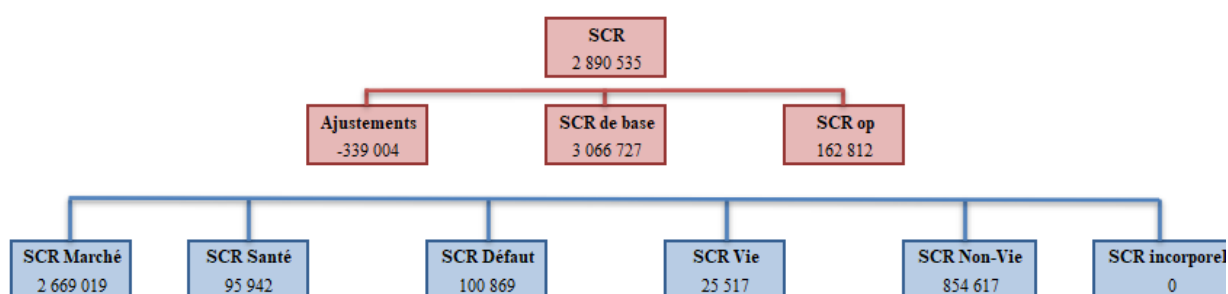 SCR
2 890 535
Ajustements
-339 004
SCR de base
3 066 727
SCR op
162 812
SCR Marché
2 669 019
SCR Santé
95 942
SCR Défaut
100 869
SCR Vie
25 517
SCR Non-Vie
854 617
SCR incorporel
0